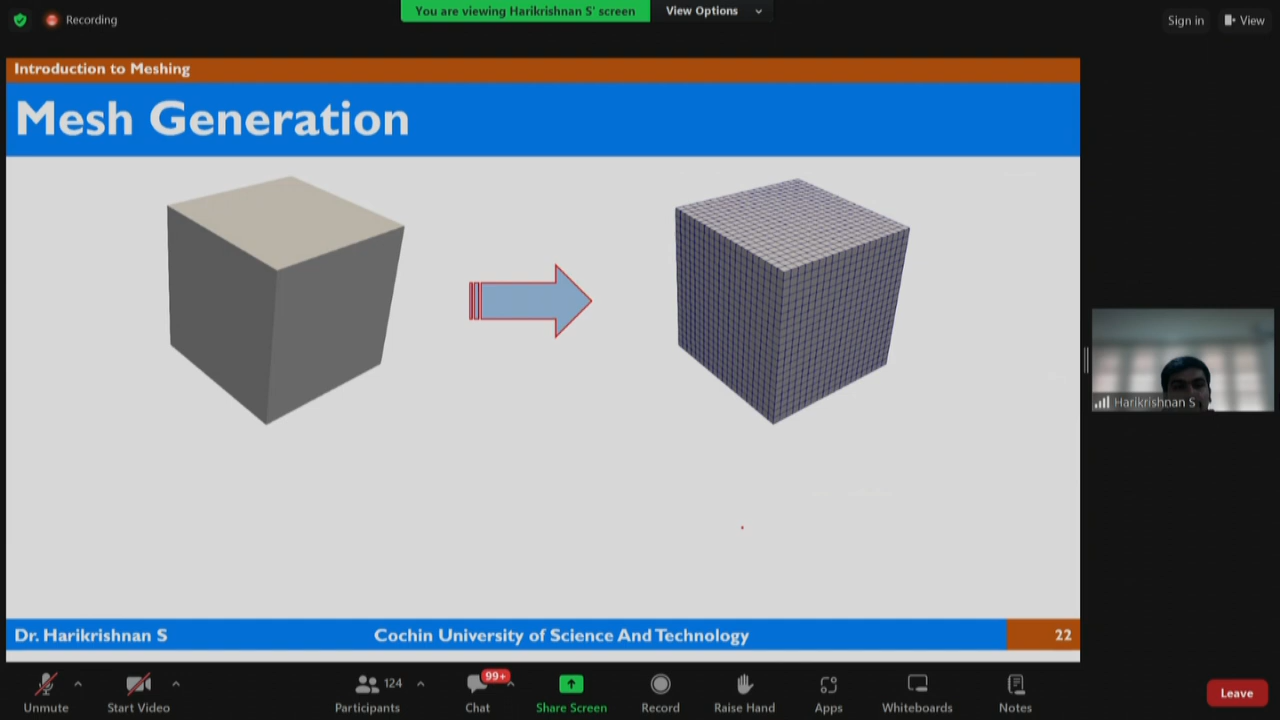 Recording
You are viewing Harikrishnan S' screen
View Options
Sign in
View
Introduction to Meshing
Mesh Generation
Harikrishnan S
Dr. Harikrishnan S
Cochin University of Science And Technology
22
Unmute
Start Video
124
Participants
99+
Chat
Share Screen
Record
Raise Hand
Apps
Whiteboards
Notes
Leave